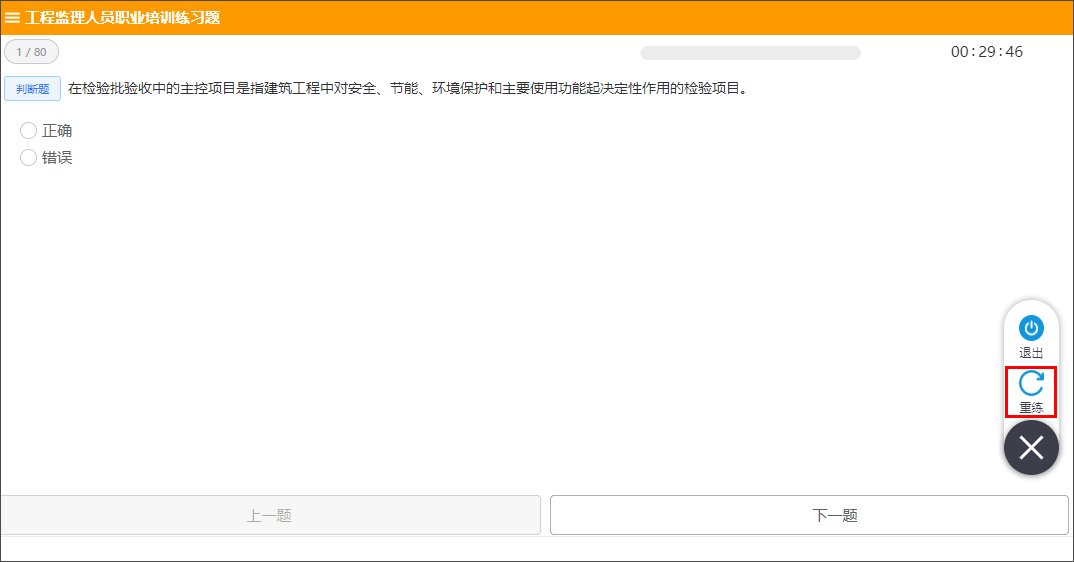 工程监理人员职业培训练习题
1 / 80
00:29:46
判断题 在检验批验收中的主控项目是指建筑工程中对安全、节能、环境保护和主要使用功能起决定性作用的检验项目。
正确
错误
退出
重练
上一题
下一题